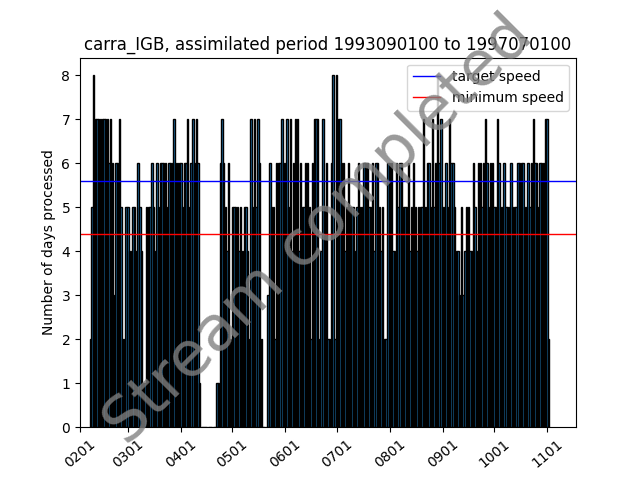 carra_IGB, assimilated period 1993090100 to 1997070100
target speed
minimum speed
Stream completed
Number of days processed
8
7
6
5
4
3
2
1
0
0201 0301 0401 0501 0601 0701 0801 0901 1001 1101